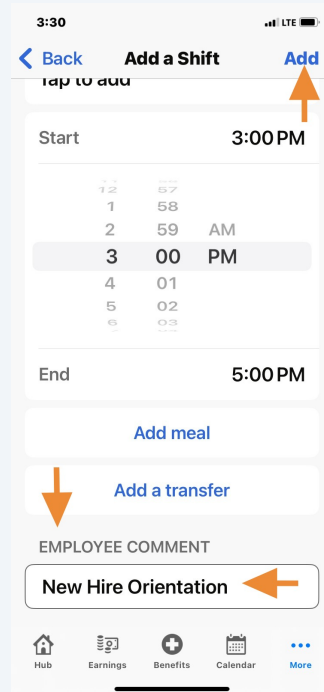 3:30 LTE
Back Add a Shift Add
Tap to add
Start 3:00 PM
12 57
1 58
2 59 AM
3 00 PM
4 01
5 02
6 03
End 5:00 PM
Add meal
Add a transfer
EMPLOYEE COMMENT
New Hire Orientation
Hub Earnings Benefits Calendar More